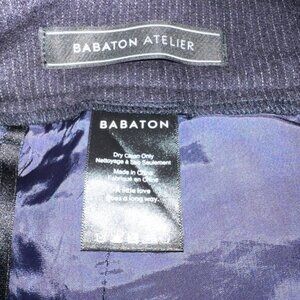 BABATON ATELIER
BABATON
Dry Clean Only
Nettoyage à Sec Seulement
Made in China
Fabriqué en Chine
A little love
goes a long way.